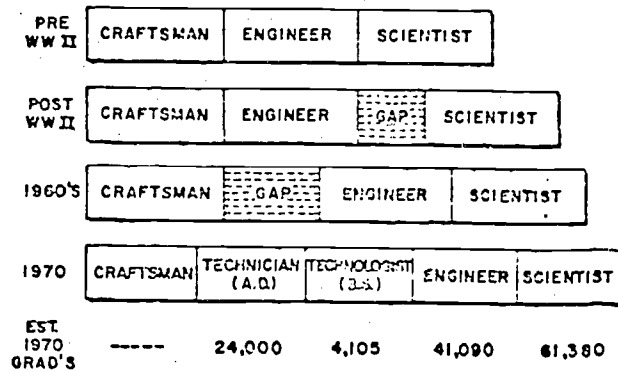 PRE
WW II
CRAFTSMAN ENGINEER SCIENTIST
POST
WW II
CRAFTSMAN ENGINEER GAP SCIENTIST
1960'S
CRAFTSMAN GAP ENGINEER SCIENTIST
1970
CRAFTSMAN TECHNICIAN (A.D.) TECHNOLOGIST (B.S.) ENGINEER SCIENTIST
EST.
1970
GRAD'S
----- 24,000 4,105 41,090 61,380